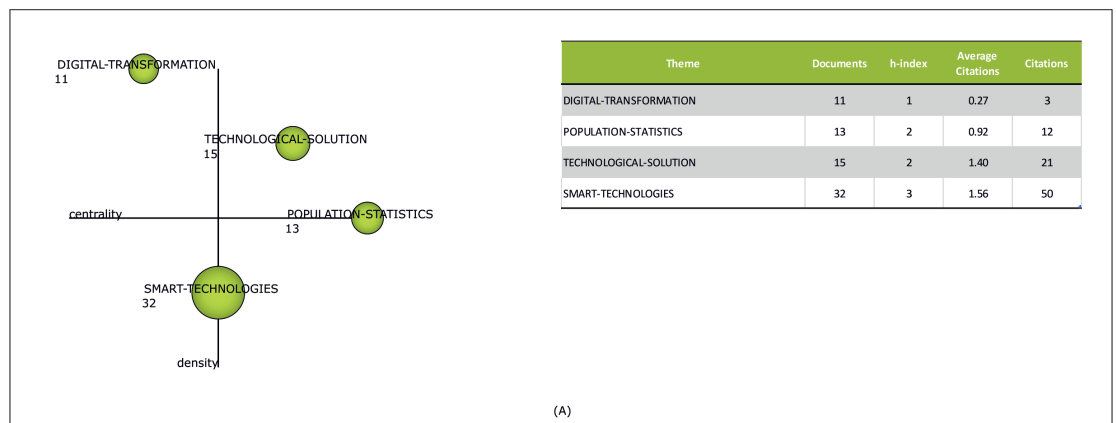 DIGITAL-TRANSFORMATION
11
TECHNOLOGICAL-SOLUTION
15
centrality
POPULATION-STATISTICS
13
SMART-TECHNOLOGIES
32
density
Theme Documents h-index Average Citations Citations
DIGITAL-TRANSFORMATION 11 1 0.27 3
POPULATION-STATISTICS 13 2 0.92 12
TECHNOLOGICAL-SOLUTION 15 2 1.40 21
SMART-TECHNOLOGIES 32 3 1.56 50
(A)